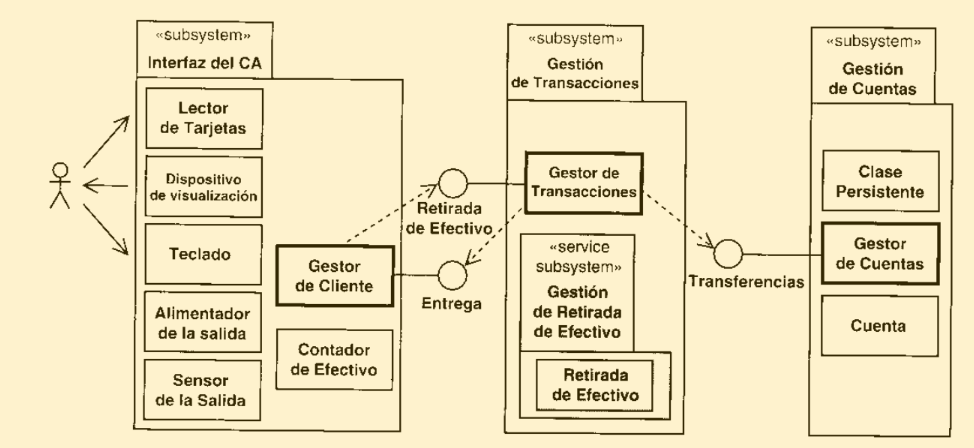 «subsystem»
Interfaz del CA
Lector
de Tarjetas
Dispositivo
de visualización
Teclado
Alimentador
de la salida
Sensor
de la Salida
Gestor
de Cliente
Contador
de Efectivo
Retirada
de Efectivo
Entrega
«subsystem»
Gestión
de Transacciones
Gestor de
Transacciones
«service
subsystem»
Gestión
de Retirada
de Efectivo
Retirada
de Efectivo
Transferencias
«subsystem»
Gestión
de Cuentas
Clase
Persistente
Gestor
de Cuentas
Cuenta